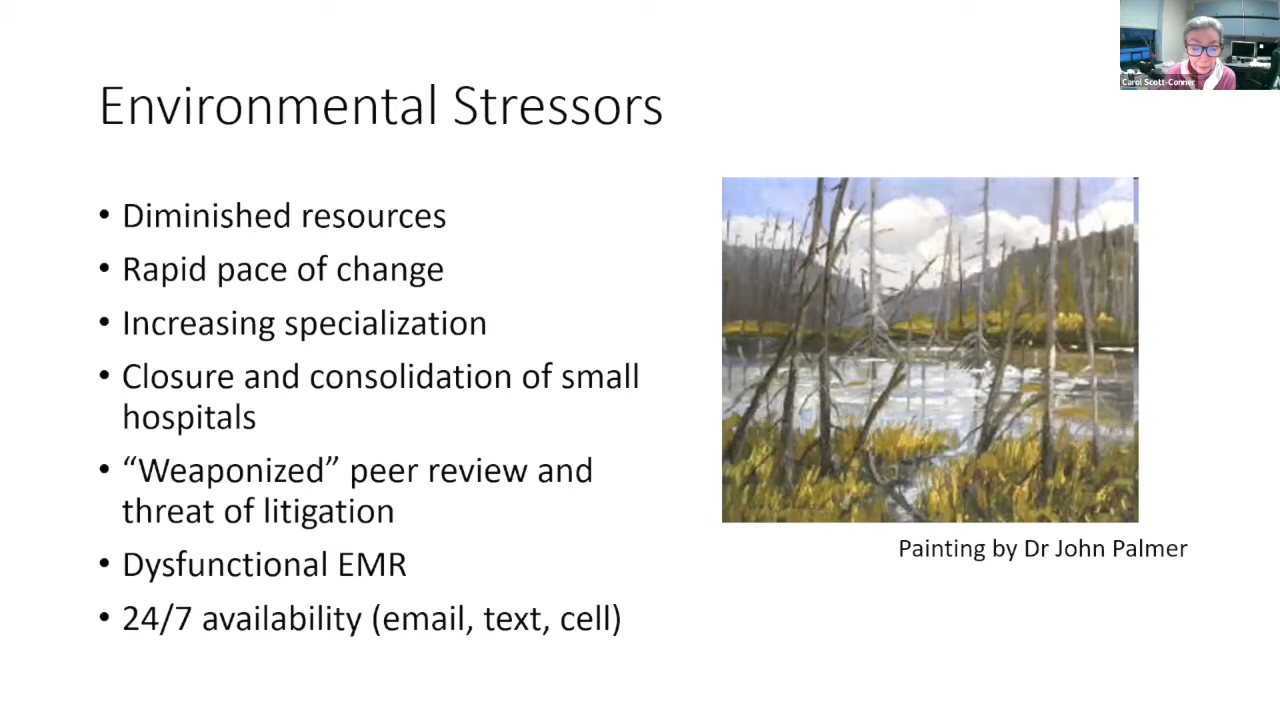 Carol Scott-Conner
Environmental Stressors
• Diminished resources
• Rapid pace of change
• Increasing specialization
• Closure and consolidation of small
hospitals
• “Weaponized” peer review and
threat of litigation
• Dysfunctional EMR
• 24/7 availability (email, text, cell)
Painting by Dr John Palmer